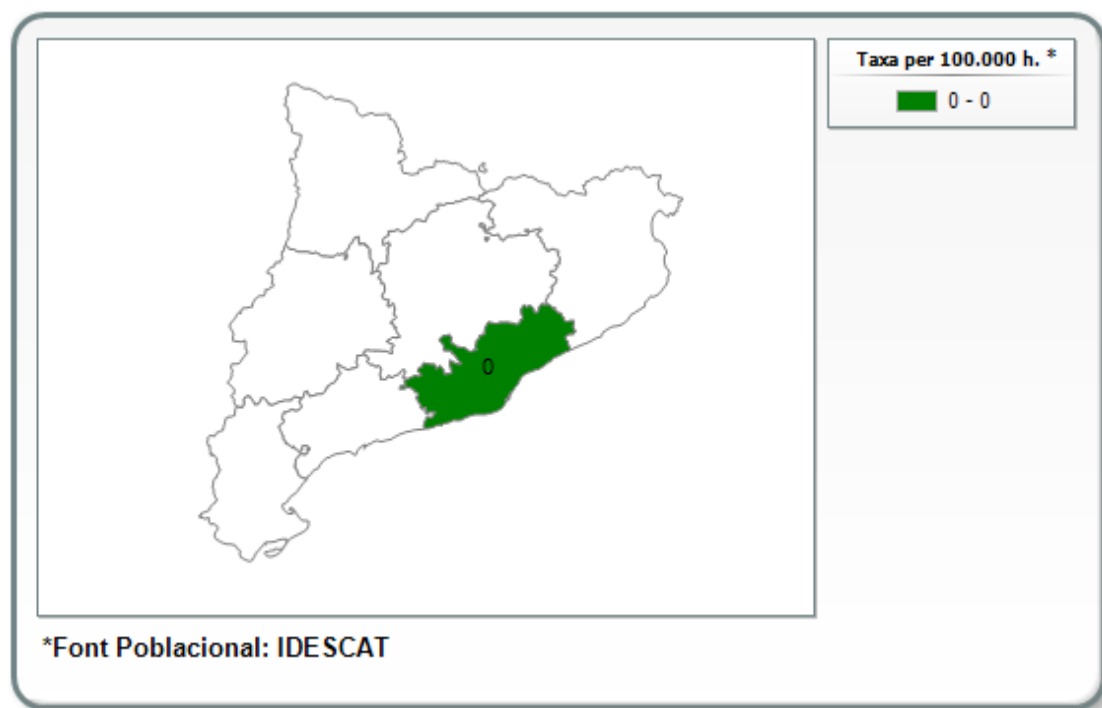 Taxa per 100.000 h. *
0 - 0
0
*Font Poblacional: IDESCAT